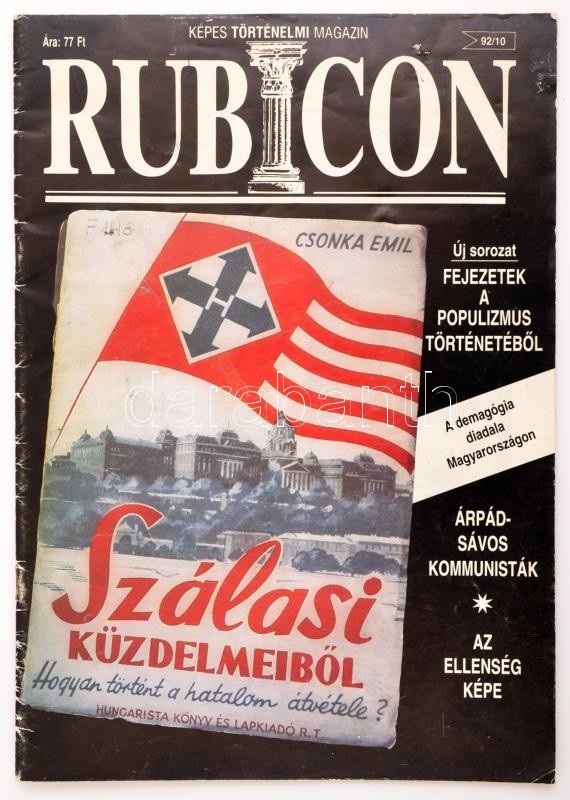 Ára: 77 Ft
KÉPES TÖRTÉNELMI MAGAZIN
92/10
RUBICON
CSONKA EMIL
Új sorozat
FEJEZETEK
A
POPULIZMUS
TÖRTÉNETÉBŐL
A demagógia
diadala
Magyarországon
ÁRPÁD-
SÁVOS
KOMMUNISTÁK
AZ
ELLENSÉG
KÉPE
Szálasi
KÜZDELMEIBŐL
Hogyan történt a hatalom átvétele?
HUNGARISTA KÖNYV ÉS LAPKIADÓ R.T
darabanth